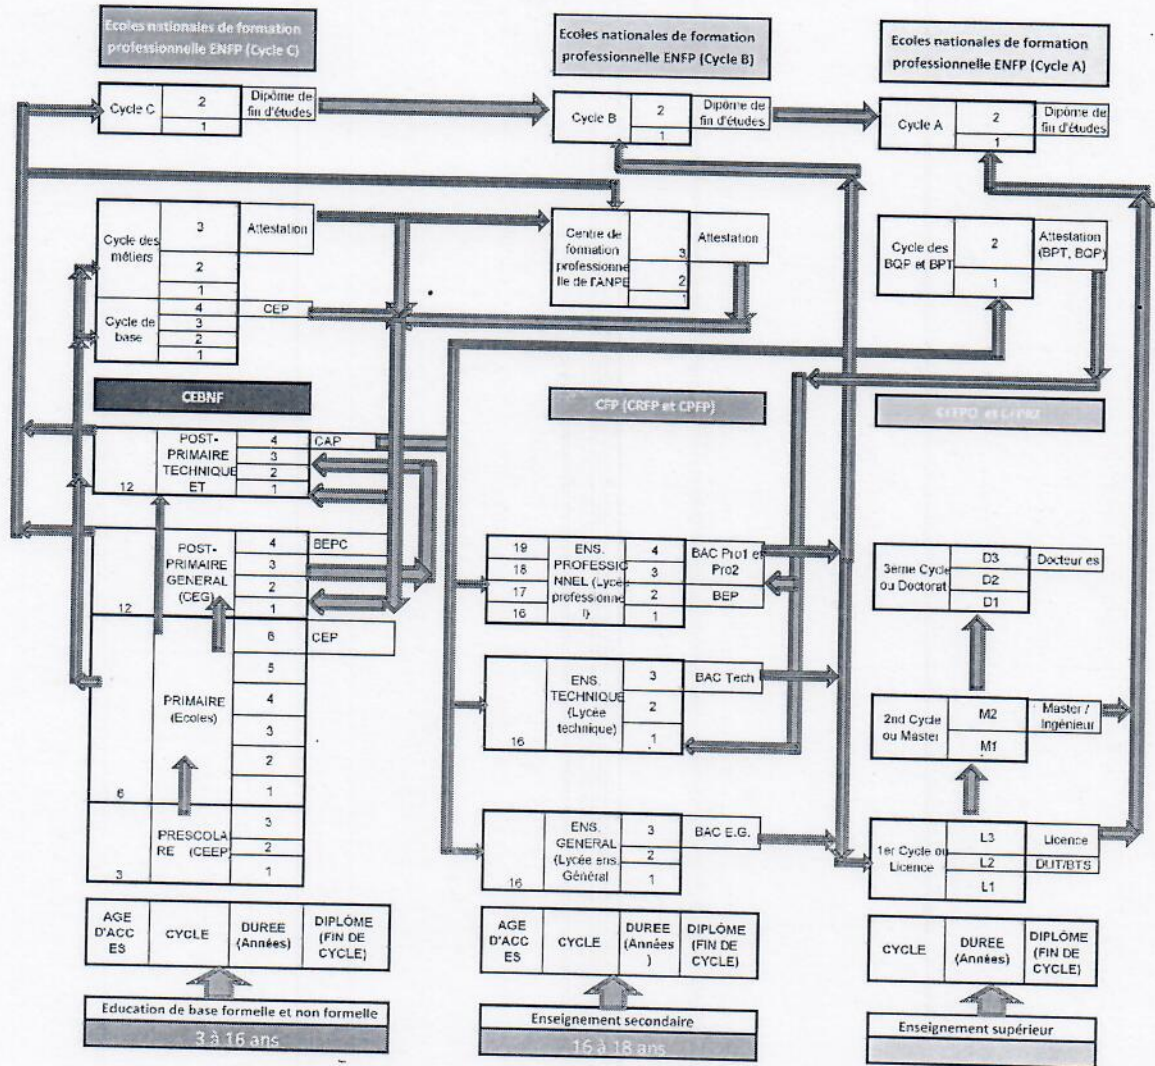 Ecoles nationales de formation
professionnelle ENFP (Cycle C)
Ecoles nationales de formation
professionnelle ENFP (Cycle B)
Ecoles nationales de formation
professionnelle ENFP (Cycle A)
Cycle C
2
1
Dipôme de
fin d'études
Cycle B
2
1
Dipôme de
fin d'études
Cycle A
2
1
Dipôme de
fin d'études
Cycle des
métiers
3
2
1
Attestation
Cycle de
base
4
3
2
1
CEP
Centre de
formation
professionne
lle de l'ANPE
3
2
1
Attestation
Cycle des
BQP et BPT
2
1
Attestation
(BPT, BQP)
CEBNF
CFP (CRFP et CPFP)
12
POST-
PRIMAIRE
TECHNIQUE
ET
4
3
2
1
CAP
12
POST-
PRIMAIRE
GENERAL
(CEG)
4
3
2
1
BEPC
6
PRIMAIRE
(Ecoles)
6
5
4
3
2
1
CEP
3
PRESCOLA
RE (CEEP)
3
2
1
19
18
17
16
ENS.
PROFESSIO
NNEL (Lycée
professionne
l)
4
3
2
1
BAC Pro1 et
Pro2
BEP
16
ENS.
TECHNIQUE
(Lycée
technique)
3
2
1
BAC Tech
16
ENS.
GENERAL
(Lycée ens.
Général
3
2
1
BAC E.G.
3ème Cycle
ou Doctorat
D3
D2
D1
Docteur es
2nd Cycle
ou Master
M2
M1
Master /
Ingénieur
1er Cycle ou
Licence
L3
L2
L1
Licence
DUT/BTS
AGE
D'ACC
ES
CYCLE
DUREE
(Années)
DIPLÔME
(FIN DE
CYCLE)
AGE
D'ACC
ES
CYCLE
DUREE
(Années
)
DIPLÔME
(FIN DE
CYCLE)
CYCLE
DUREE
(Années)
DIPLÔME
(FIN DE
CYCLE)
Education de base formelle et non formelle
3 à 16 ans
Enseignement secondaire
16 à 18 ans
Enseignement supérieur